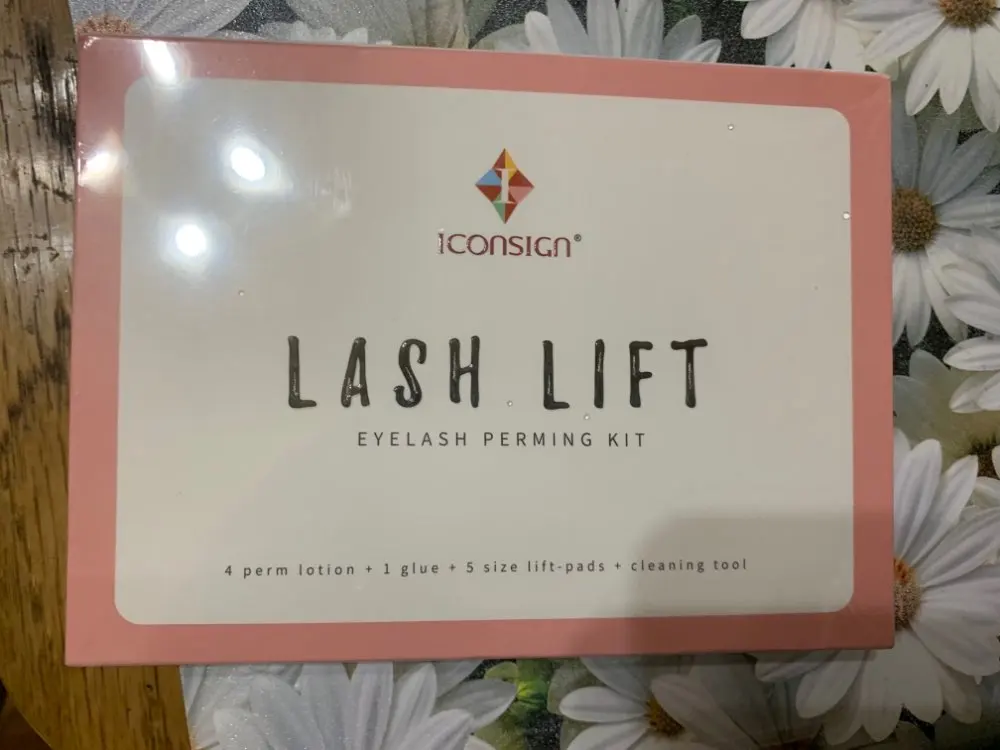 I
ICONSIGN®
LASH LIFT
EYELASH PERMING KIT
4 perm lotion + 1 glue + 5 size lift-pads + cleaning tool